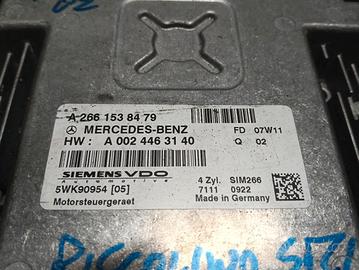 A 266 153 84 79
MERCEDES-BENZ FD 07W11
HW : A 002 446 31 40 Q 02
SIEMENS VDO 4 Zyl. SIM266
5WK90954 [05] 7111 0922
Motorsteuergeraet Made in Germany